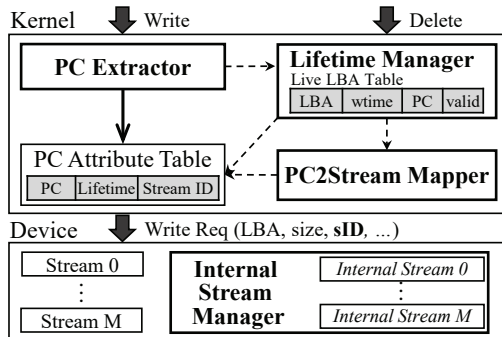 Kernel
Write
Delete
PC Extractor
Lifetime Manager
Live LBA Table
LBA wtime PC valid
PC Attribute Table
PC Lifetime Stream ID
PC2Stream Mapper
Device
Write Req (LBA, size, sID, ...)
Stream 0
⋮
Stream M
Internal
Stream
Manager
Internal Stream 0
⋮
Internal Stream M